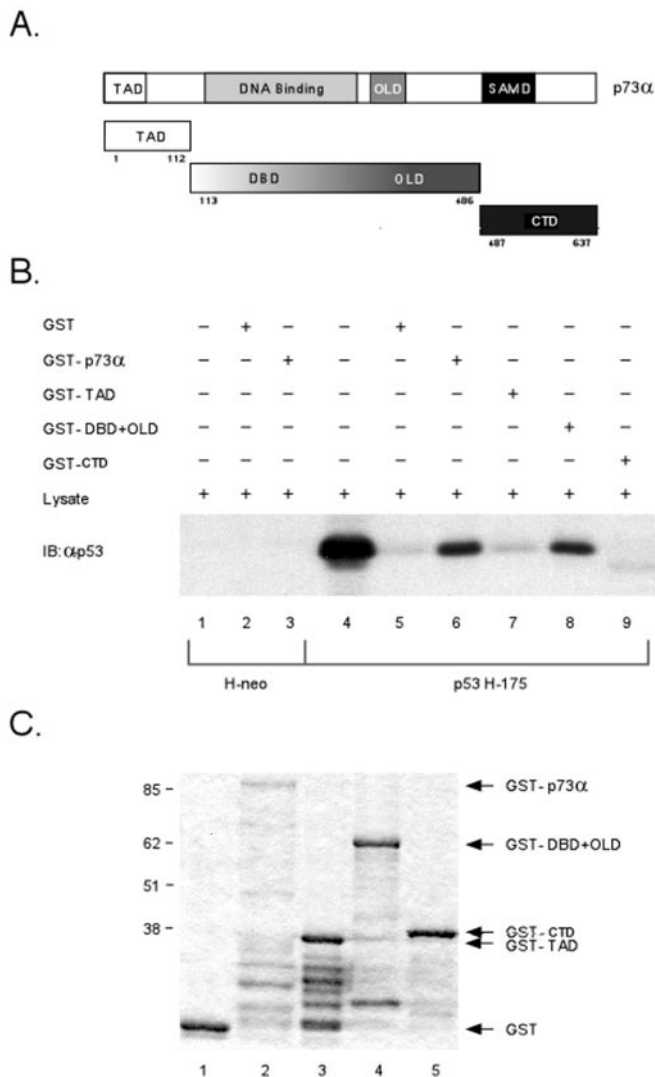 A.
TAD DNA Binding OLD SAMD p73α
TAD
1 112
DBD OLD
113 486
CTD
487 637
B.
GST − + − − + − − − −
GST-p73α − − + − − + − − −
GST-TAD − − − − − − + − −
GST-DBD+OLD − − − − − − − + −
GST-CTD − − − − − − − − +
Lysate + + + + + + + + +
IB:αp53
1 2 3 4 5 6 7 8 9
H-neo p53 H-175
C.
85 − GST-p73α
62 − GST-DBD+OLD
51 −
38 − GST-CTD
GST-TAD
GST
1 2 3 4 5